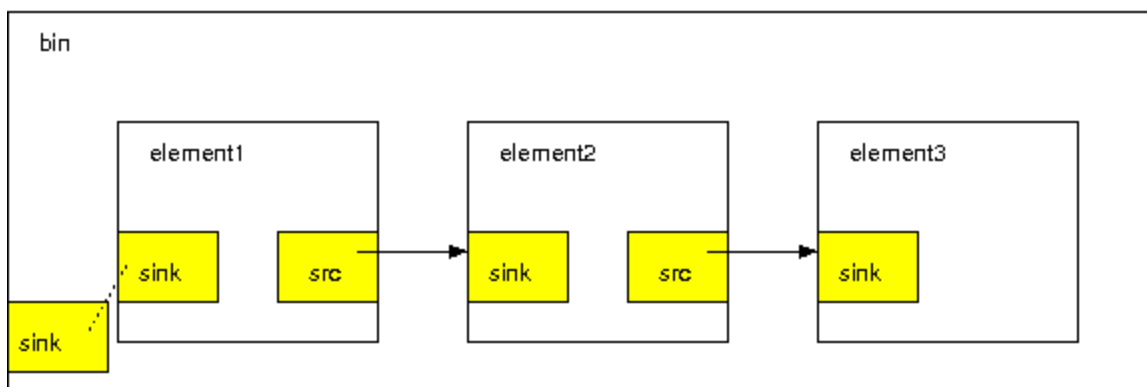 bin
element1
element2
element3
sink
src
sink
src
sink
sink